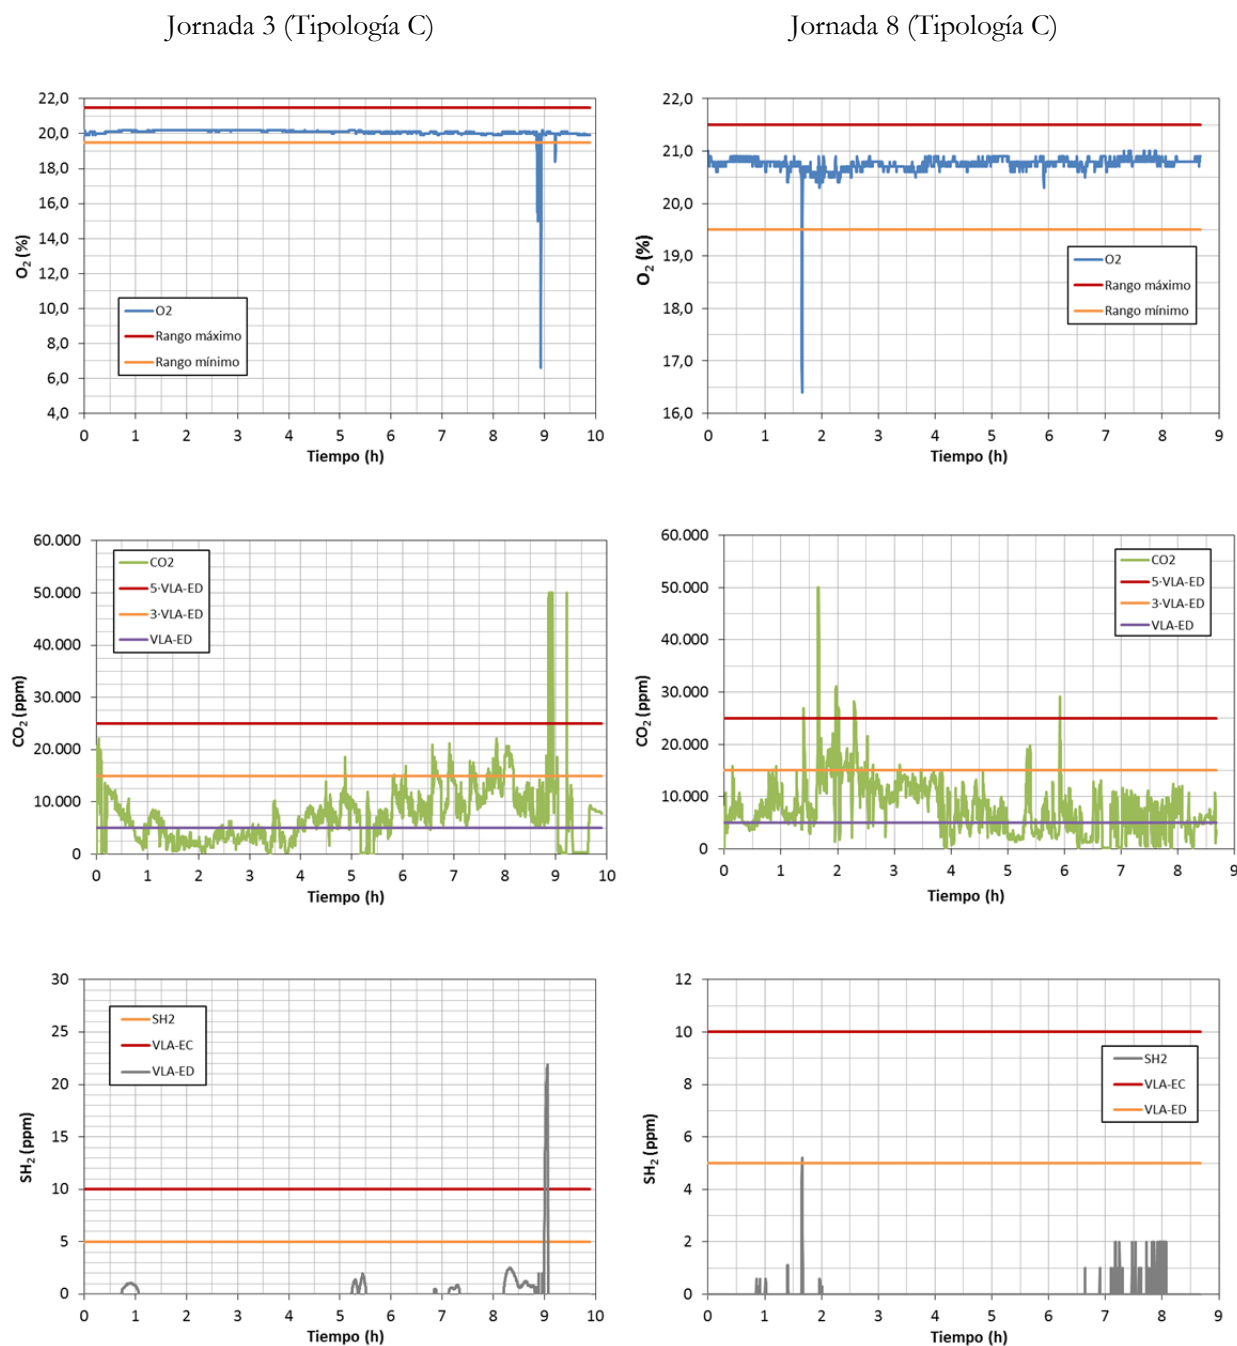 Jornada 3 (Tipología C)
Jornada 8 (Tipología C)
22,0
20,0
18,0
16,0
14,0
12,0
10,0
8,0
6,0
4,0
O2 (%)
O2
Rango máximo
Rango mínimo
0 1 2 3 4 5 6 7 8 9 10
Tiempo (h)
22,0
21,0
20,0
19,0
18,0
17,0
16,0
O2 (%)
O2
Rango máximo
Rango mínimo
0 1 2 3 4 5 6 7 8 9
Tiempo (h)
60.000
50.000
40.000
30.000
20.000
10.000
0
CO2 (ppm)
CO2
5·VLA-ED
3·VLA-ED
VLA-ED
0 1 2 3 4 5 6 7 8 9 10
Tiempo (h)
60.000
50.000
40.000
30.000
20.000
10.000
0
CO2 (ppm)
CO2
5·VLA-ED
3·VLA-ED
VLA-ED
0 1 2 3 4 5 6 7 8 9
Tiempo (h)
30
25
20
15
10
5
0
SH2 (ppm)
SH2
VLA-EC
VLA-ED
0 1 2 3 4 5 6 7 8 9 10
Tiempo (h)
12
10
8
6
4
2
0
SH2 (ppm)
SH2
VLA-EC
VLA-ED
0 1 2 3 4 5 6 7 8 9
Tiempo (h)